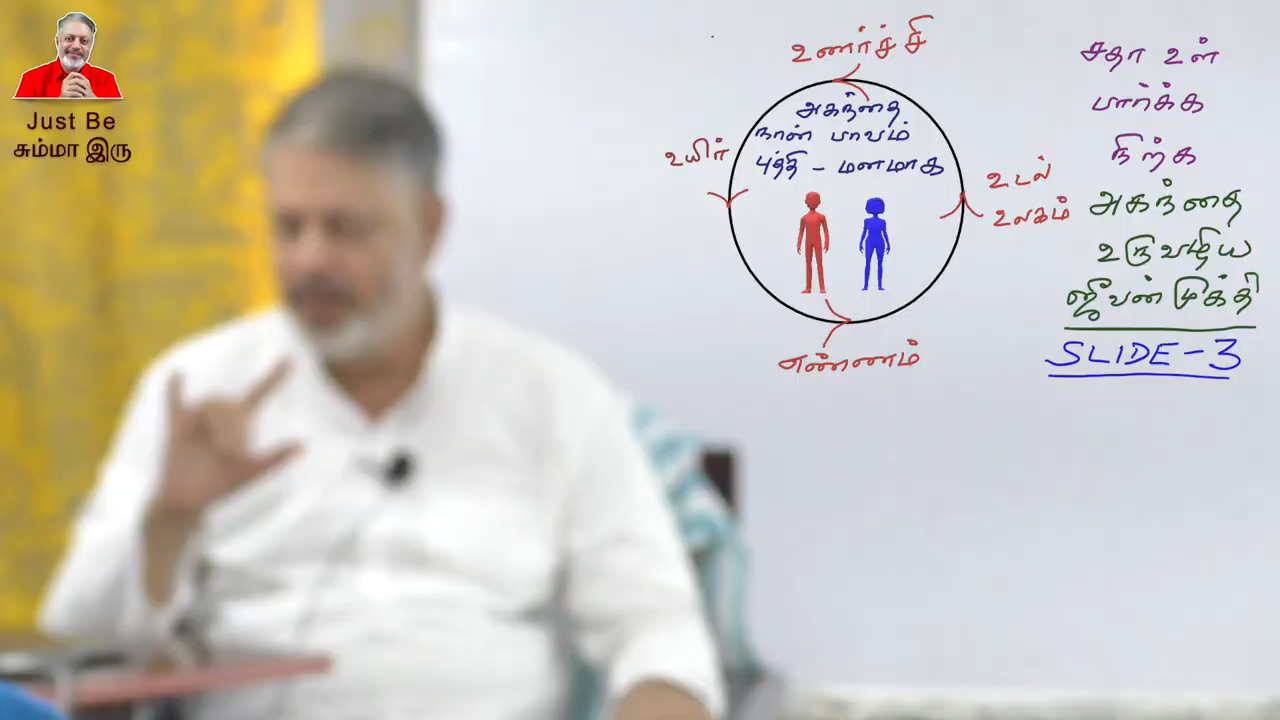 Just Be
சும்மா இரு
உணர்ச்சி
அகந்தை
நான் பாவம்
புத்தி - மனமாக
உயிர்
உடல்
உலகம்
எண்ணம்
சதா உள்
பார்க்க
நிற்க
அகந்தை
உருவழிய
ஜீவன் முக்தி
SLIDE-3